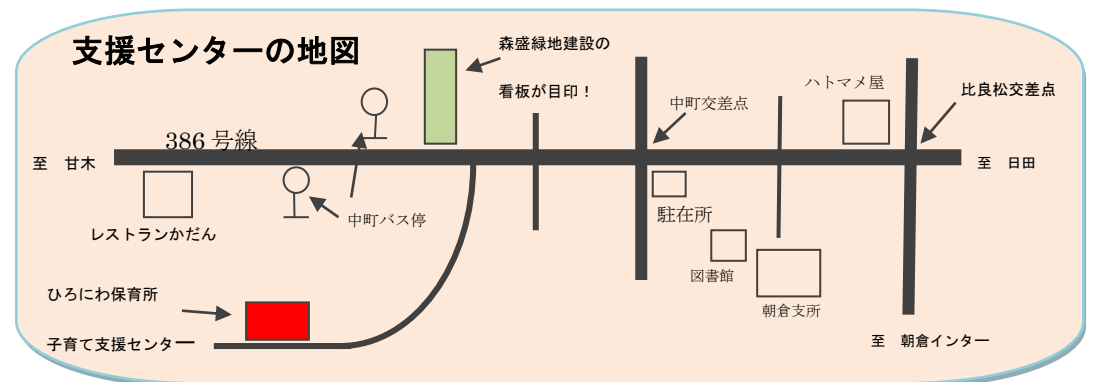 支援センターの地図
森盛緑地建設の
看板が目印！
ハトマメ屋
比良松交差点
中町交差点
386 号線
至　甘木
至　日田
駐在所
中町バス停
レストランかだん
図書館
朝倉支所
ひろにわ保育所
子育て支援センター
至　朝倉インター